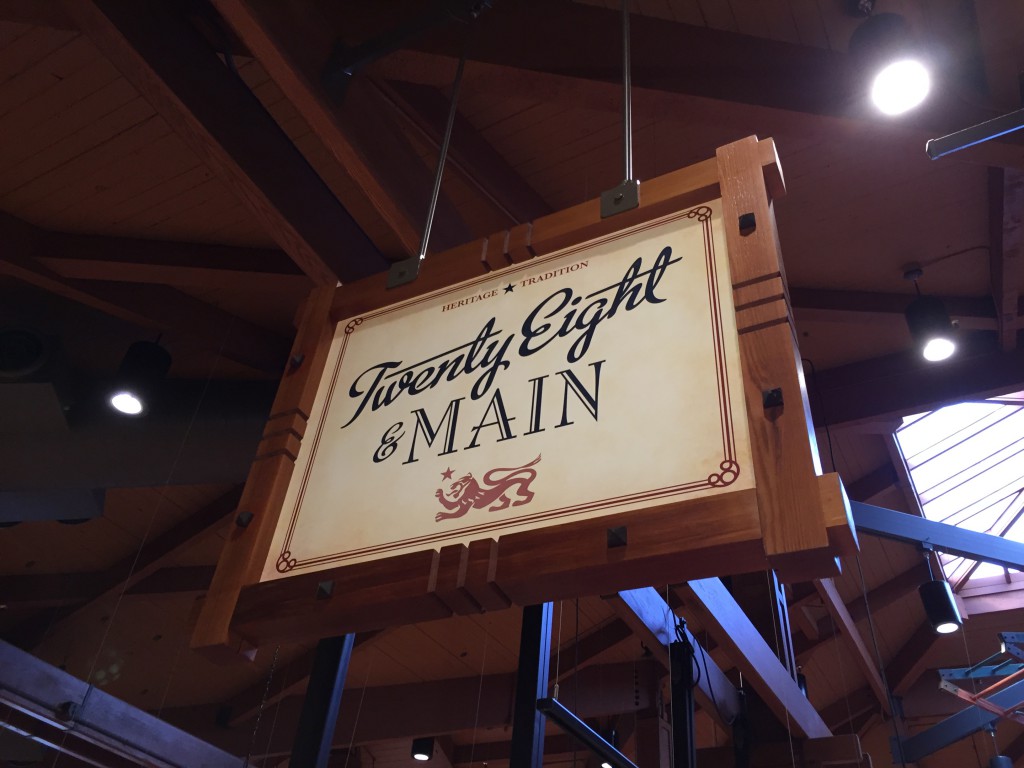 HERITAGE ★ TRADITION
Twenty Eight
& MAIN